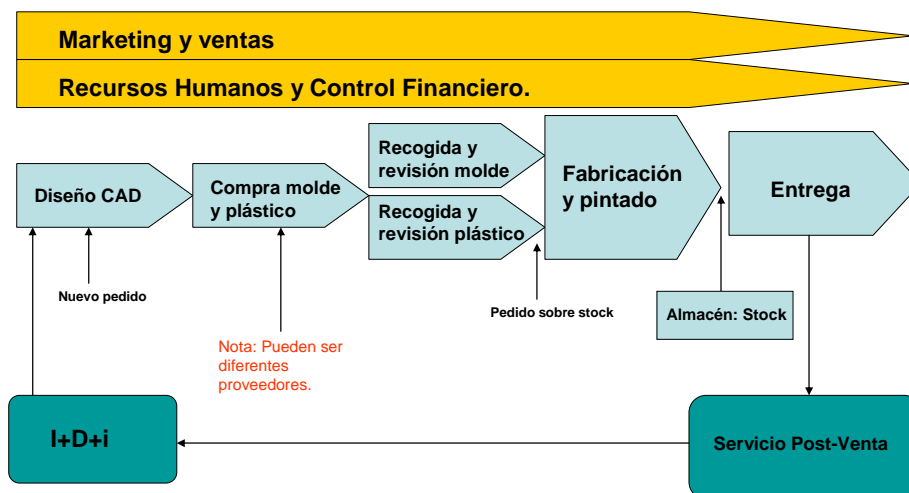 Marketing y ventas
Recursos Humanos y Control Financiero.
Diseño CAD
Compra molde
y plástico
Recogida y
revisión molde
Recogida y
revisión plástico
Fabricación
y pintado
Entrega
Nuevo pedido
Pedido sobre stock
Almacén: Stock
Nota: Pueden ser
diferentes
proveedores.
I+D+i
Servicio Post-Venta